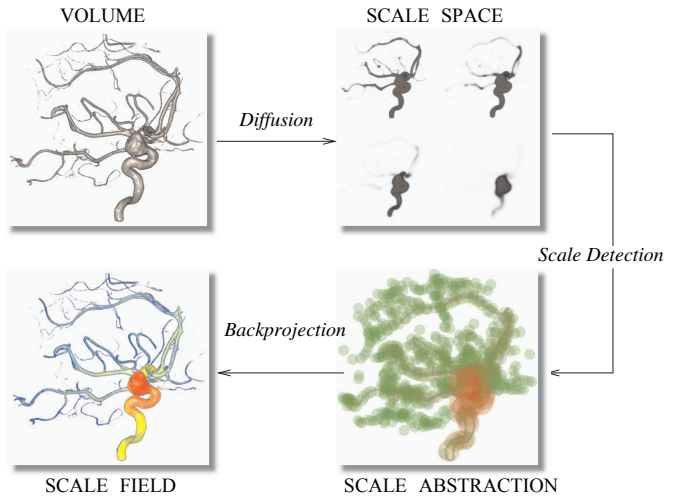 VOLUME
SCALE SPACE
Diffusion
Scale Detection
Backprojection
SCALE FIELD
SCALE ABSTRACTION